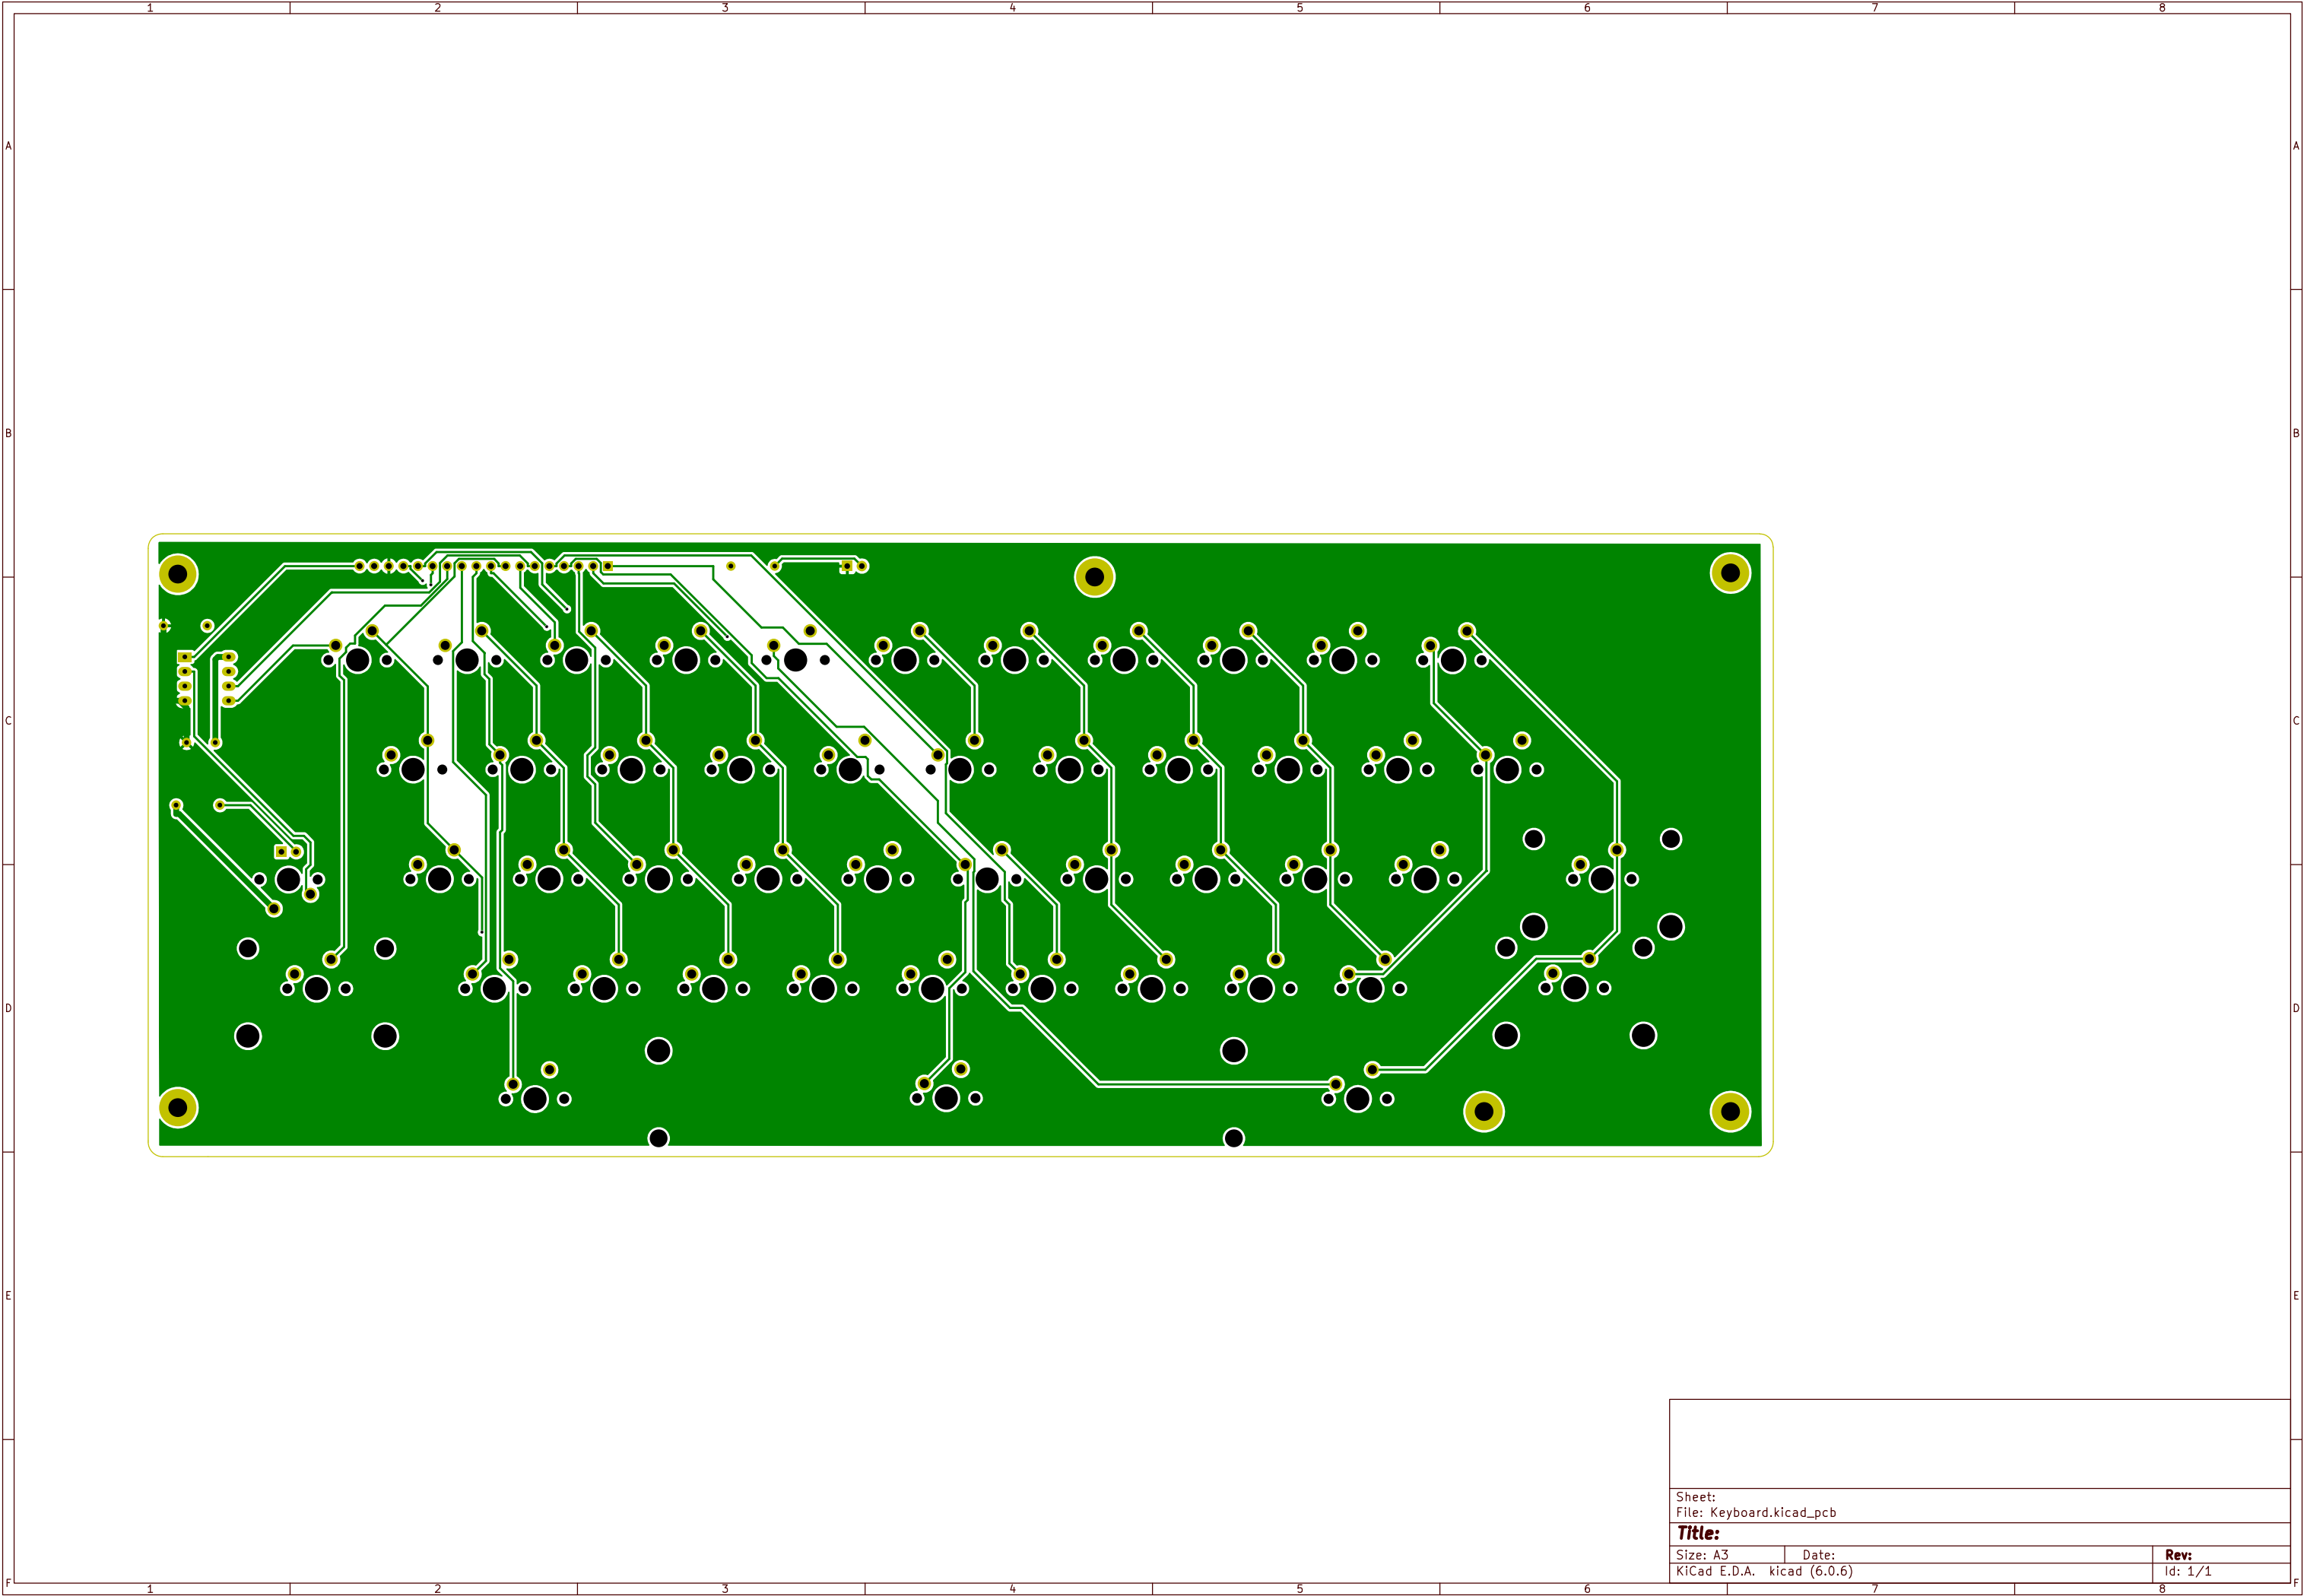 1 2 3 4 5 6 7 8
A A
B B
C C
D D
E E
Sheet:
File: Keyboard.kicad_pcb
Title:
Size: A3 Date: Rev:
KiCad E.D.A. kicad (6.0.6) Id: 1/1
F F
1 2 3 4 5 6 7 8